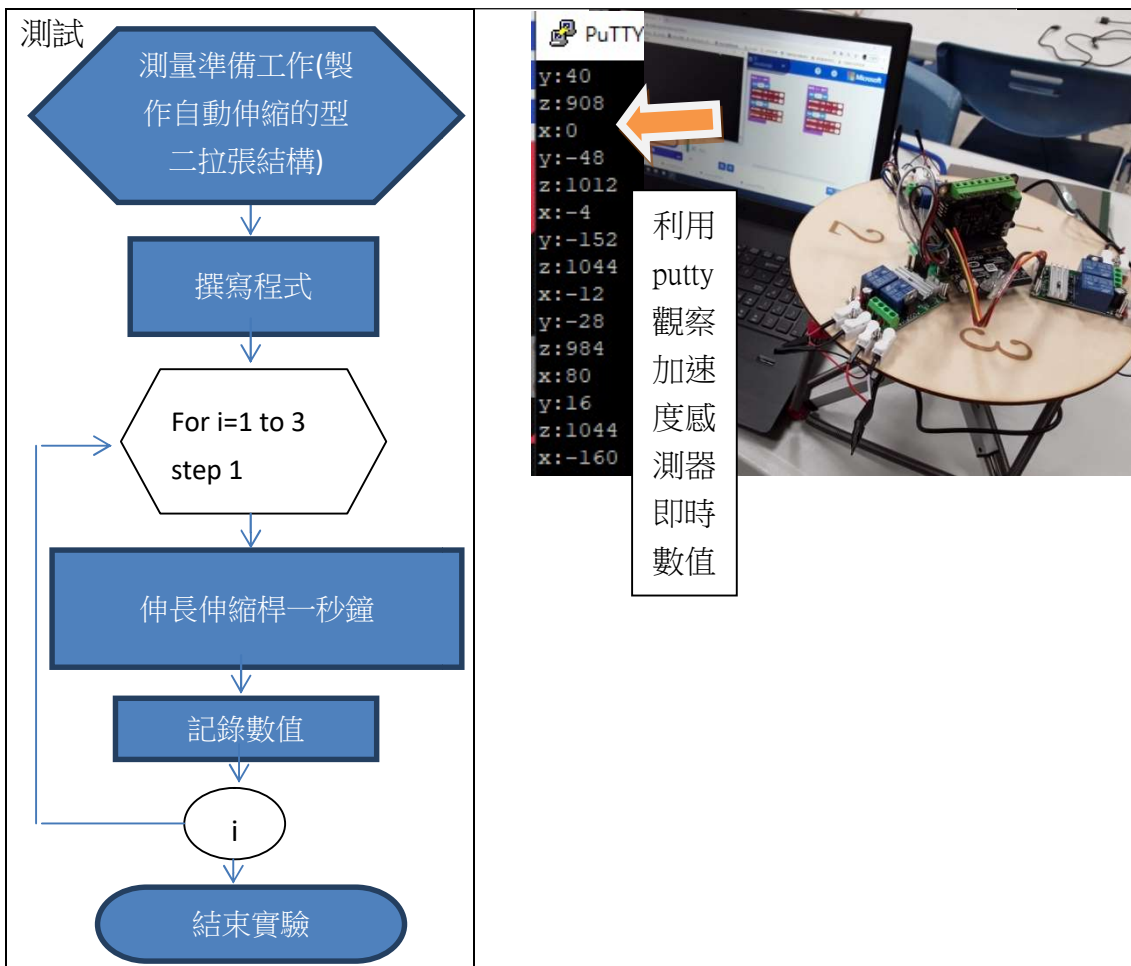 測試
測量準備工作(製
作自動伸縮的型
二拉張結構)
撰寫程式
For i=1 to 3
step 1
伸長伸縮桿一秒鐘
記錄數值
i
結束實驗
PuTTY
y:40
z:908
x:0
y:-48
z:1012
x:-4
y:-152
z:1044
x:-12
y:-28
z:984
x:80
y:16
z:1044
x:-160
利用
putty
觀察
加速
度感
測器
即時
數值
Microsoft
1
2
3